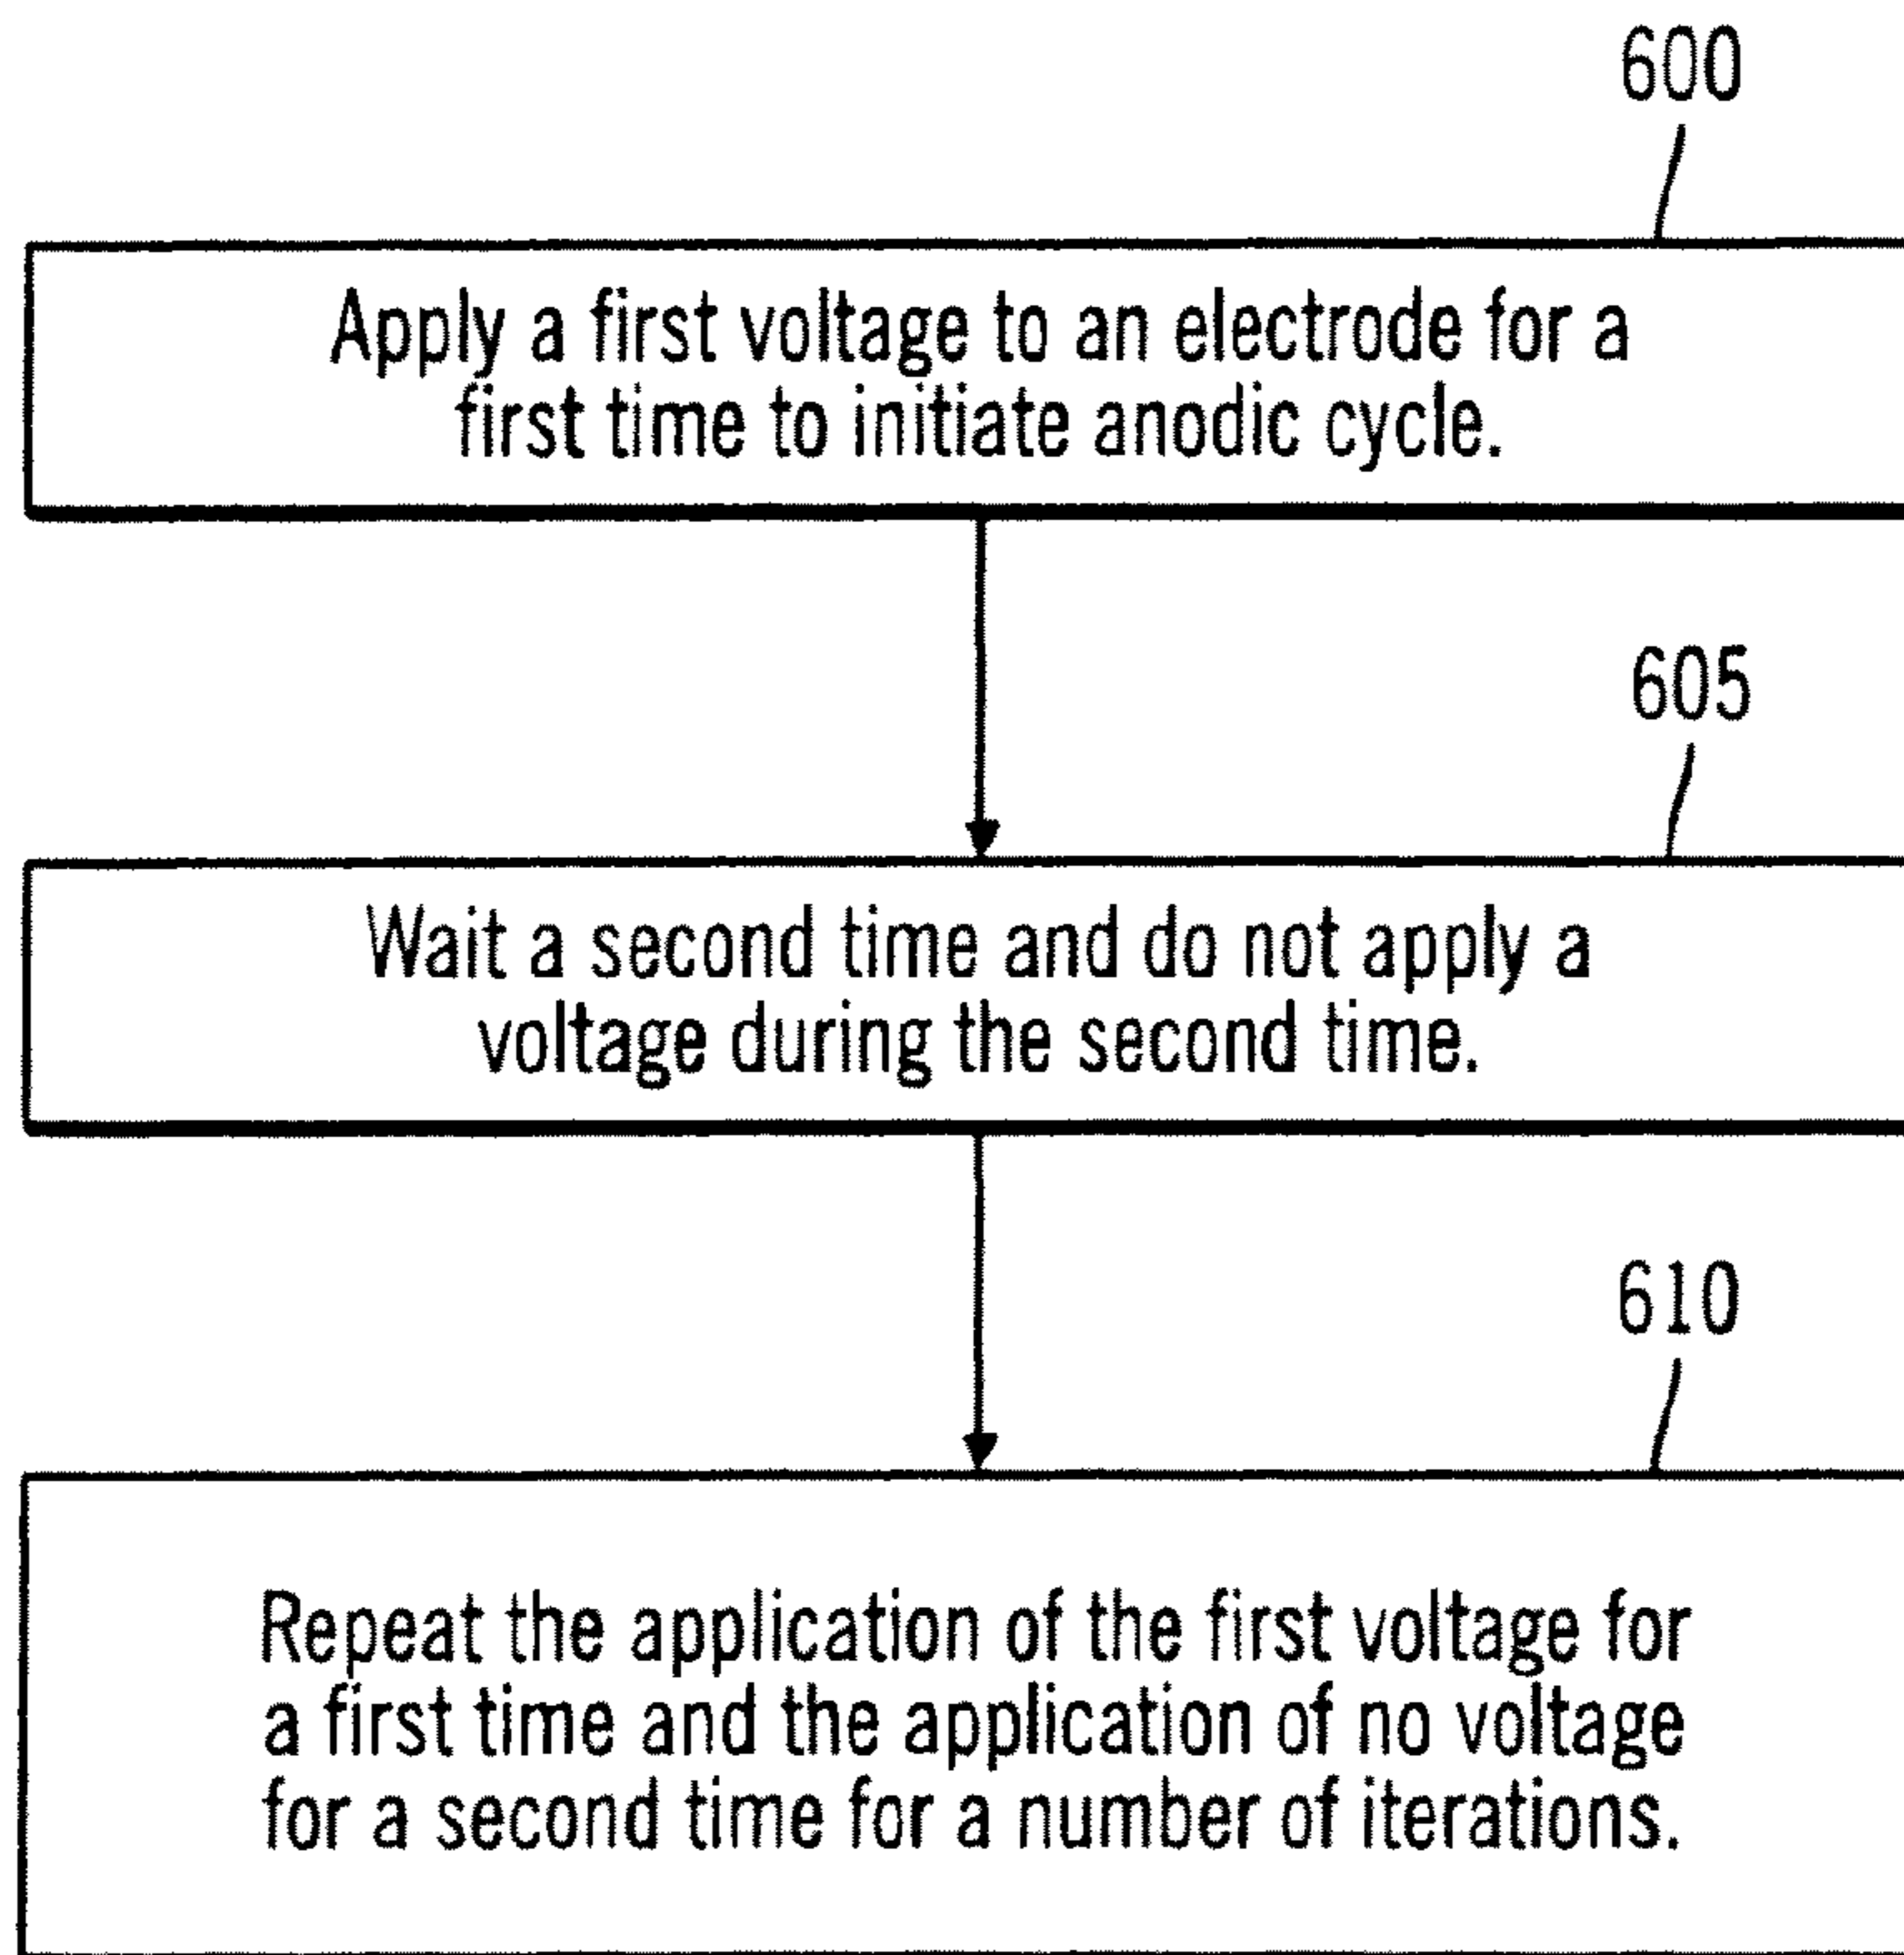 600
Apply a first voltage to an electrode for a
first time to initiate anodic cycle.
605
Wait a second time and do not apply a
voltage during the second time.
610
Repeat the application of the first voltage for
a first time and the application of no voltage
for a second time for a number of iterations.